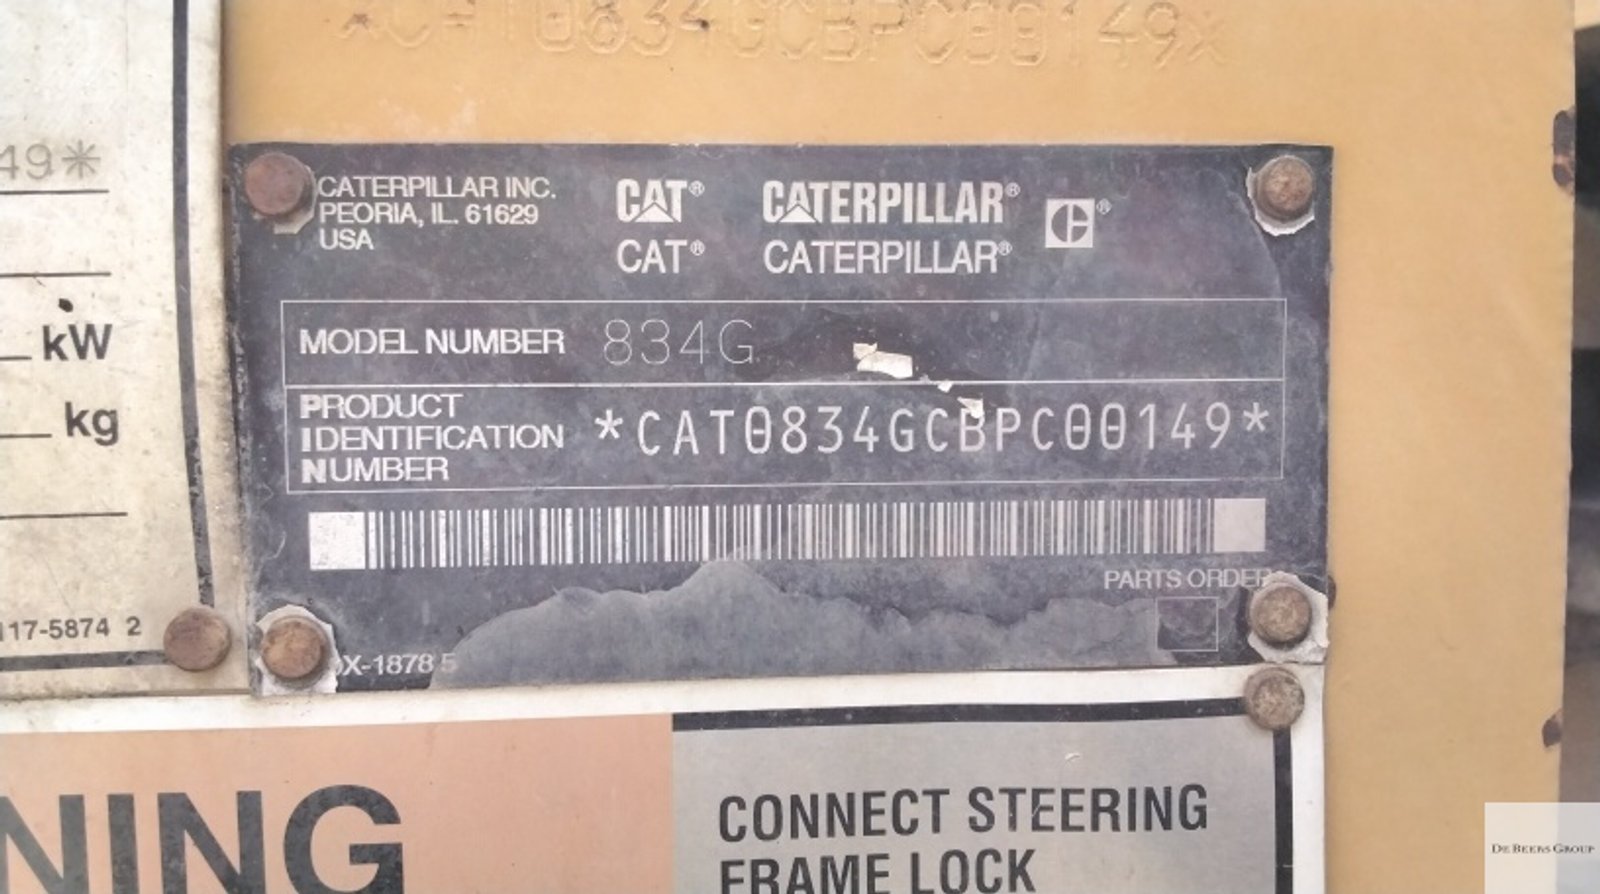 *CAT0834GCBPC00149*
49*
kW
kg
117-5874 2
CATERPILLAR INC.
PEORIA, IL. 61629
USA
CAT® CATERPILLAR® C®
CAT® CATERPILLAR®
MODEL NUMBER 834G
PRODUCT
IDENTIFICATION
NUMBER
*CAT0834GCBPC00149*
PARTS ORDER
X-1878 5
NING
CONNECT STEERING
FRAME LOCK
DE BEERS GROUP